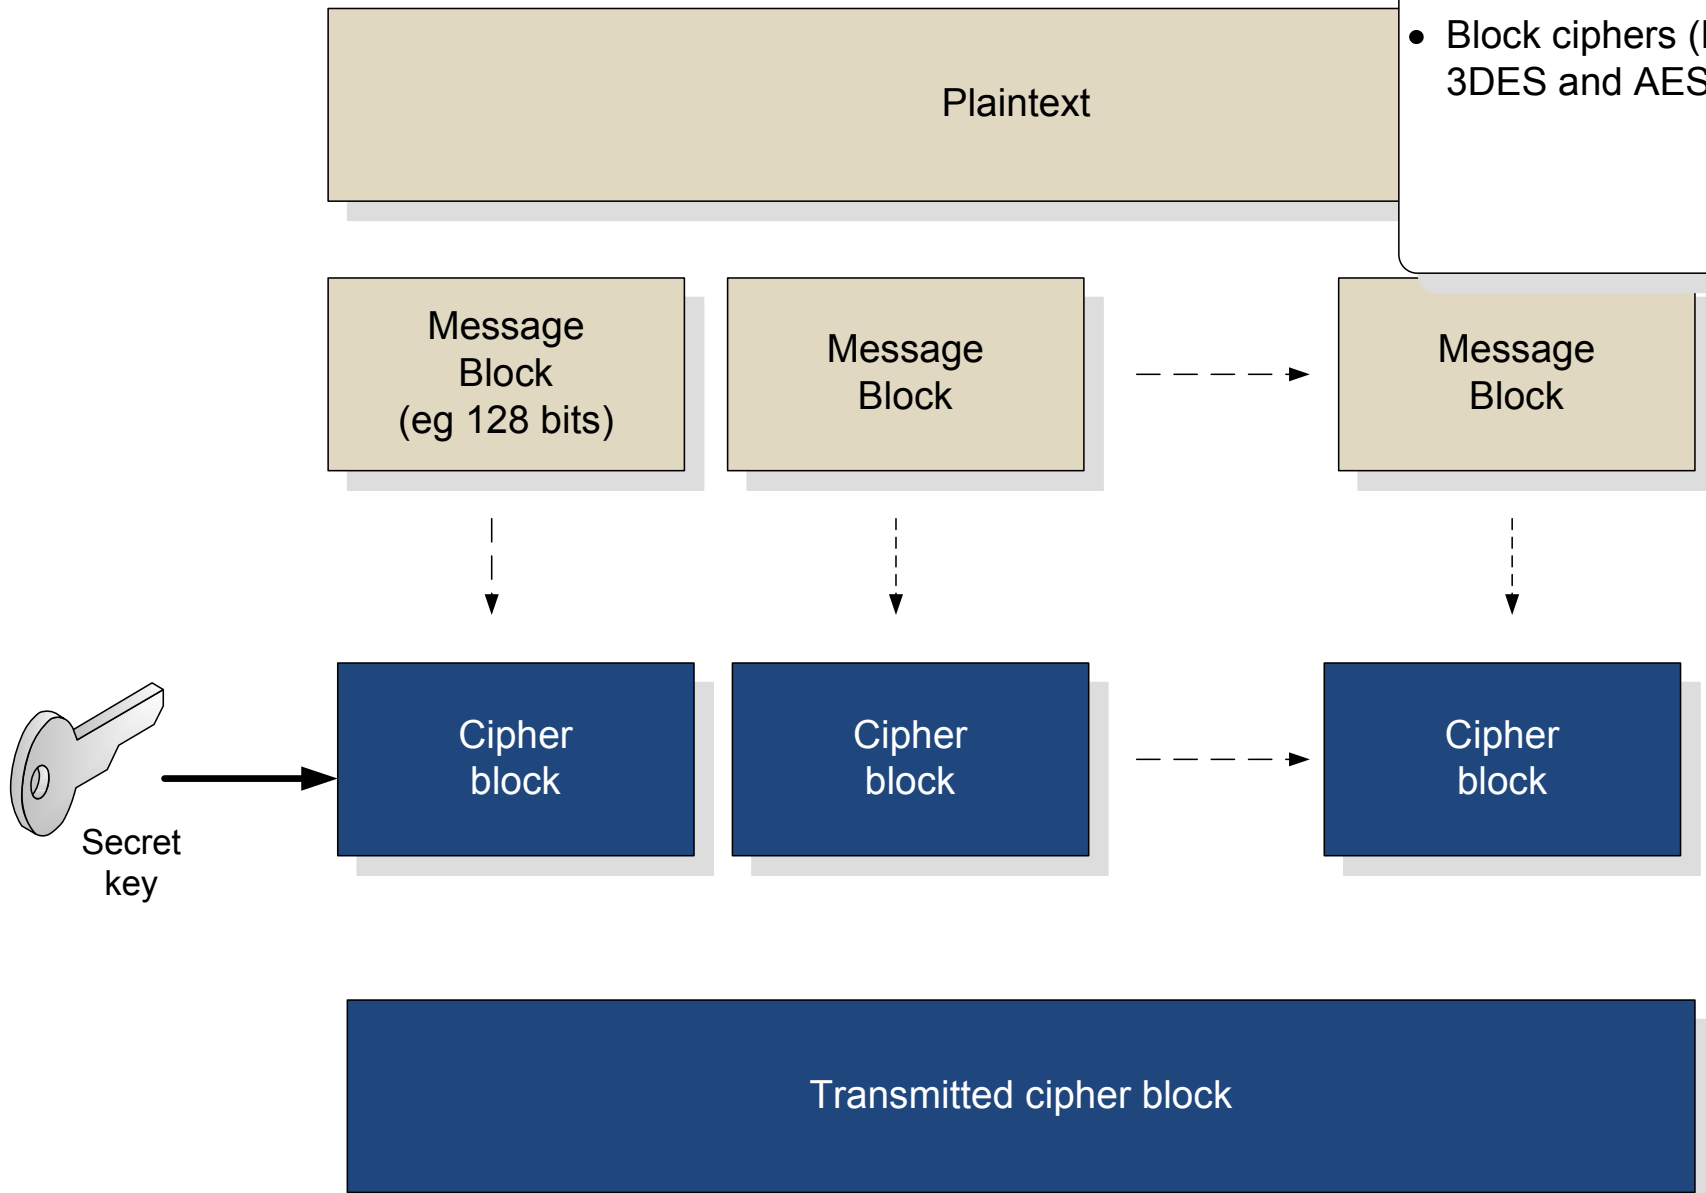 Block ciphers (
3DES and AES
Plaintext
Message
Block
(eg 128 bits)
Message
Block
Message
Block
Cipher
block
Cipher
block
Cipher
block
Secret
key
Transmitted cipher block